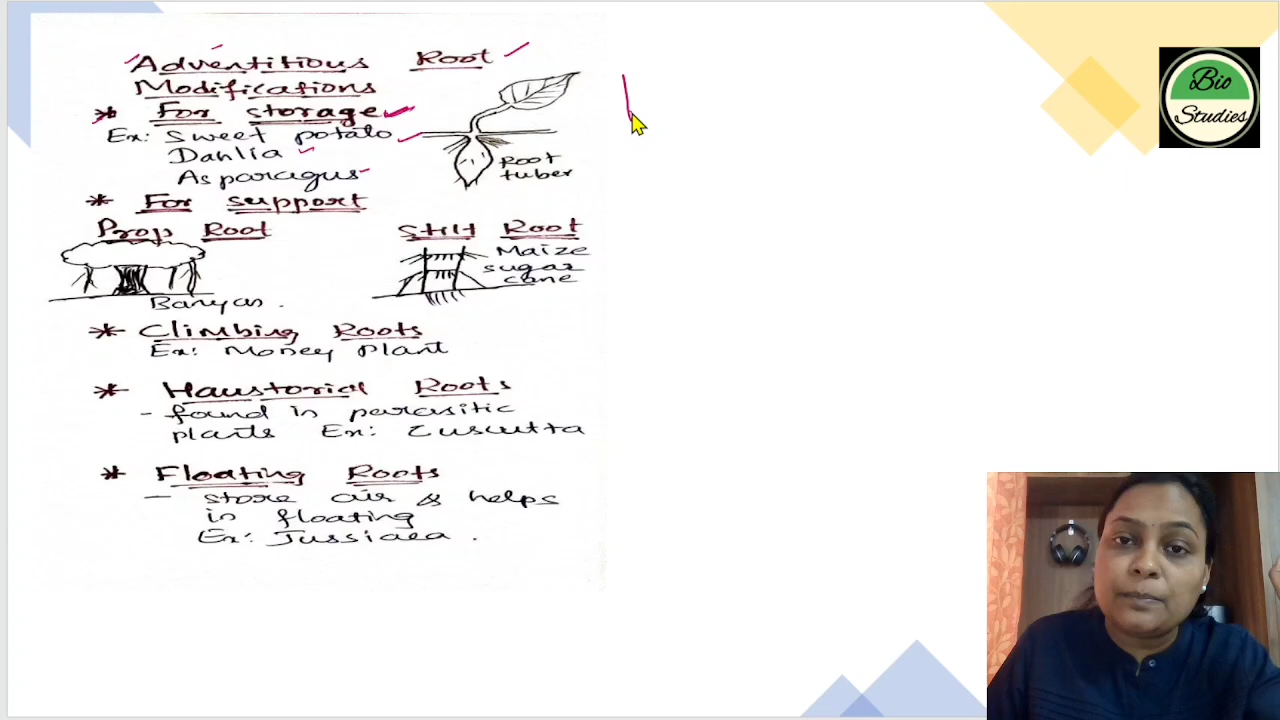 Adventitious Root
Modifications
* For storage
Ex: Sweet potato
Dahlia
Asparagus
Root
tuber
* For support
Prop Root
Stilt Root
Maize
sugar
cane
Banyan.
* Climbing Roots
Ex: Money Plant
* Haustorial Roots
- found in parasitic
plants Ex: Cuscutta
* Floating Roots
- store air & helps
in floating
Ex: Jussiaea.
Bio
Studies